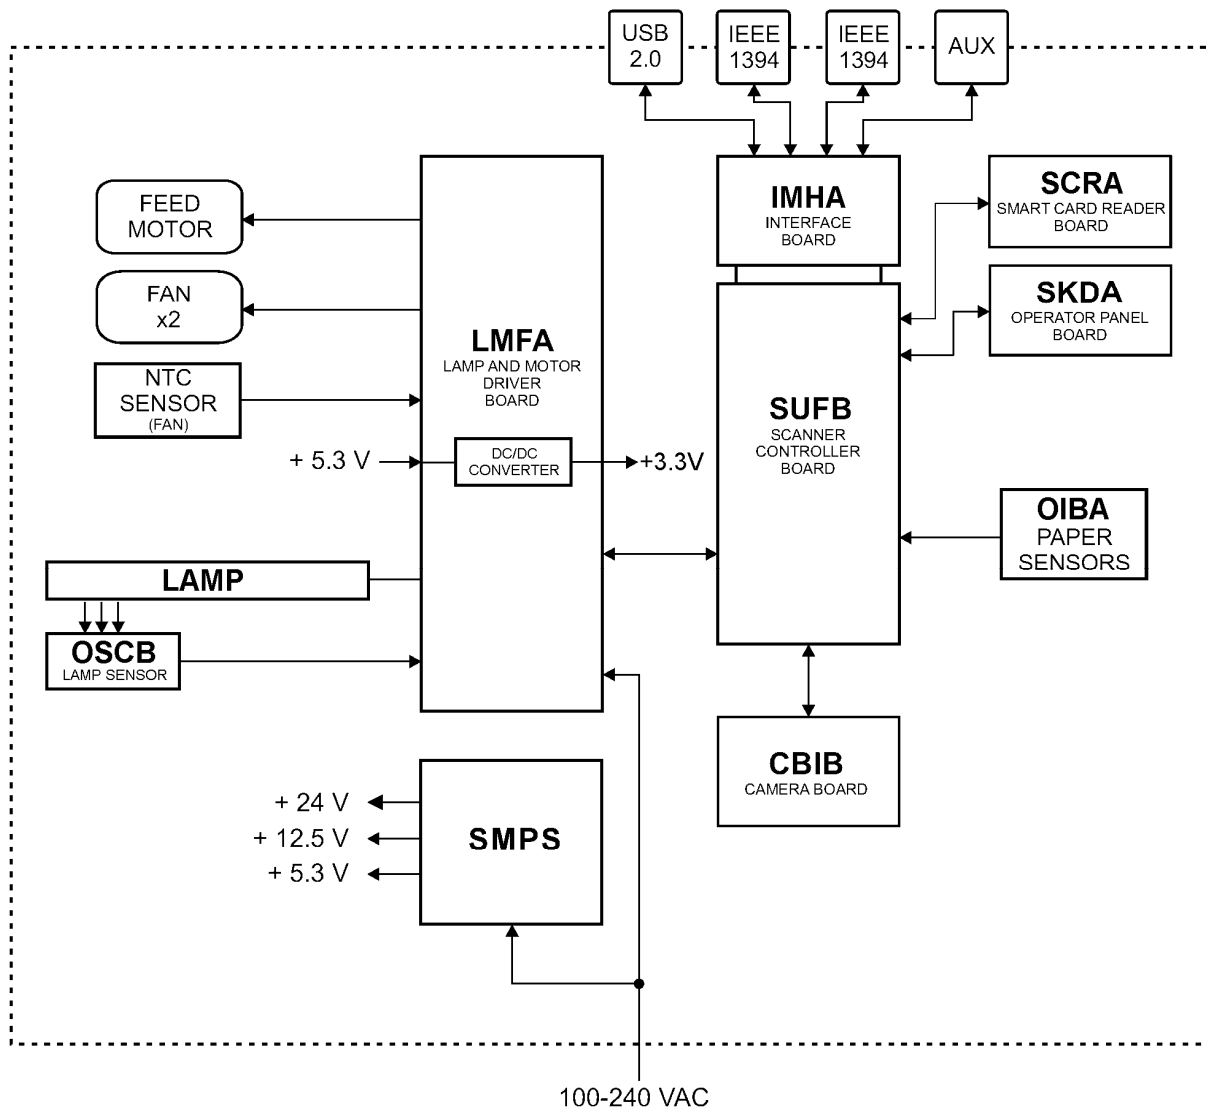 USB
2.0
IEEE
1394
IEEE
1394
AUX
IMHA
INTERFACE
BOARD
SCRA
SMART CARD READER
BOARD
FEED
MOTOR
SKDA
OPERATOR PANEL
BOARD
FAN
x2
LMFA
LAMP AND MOTOR
DRIVER
BOARD
NTC
SENSOR
(FAN)
SUFB
SCANNER
CONTROLLER
BOARD
+ 5.3 V
DC/DC
CONVERTER
+3.3V
OIBA
PAPER
SENSORS
LAMP
OSCB
LAMP SENSOR
CBIB
CAMERA BOARD
+ 24 V
+ 12.5 V
+ 5.3 V
SMPS
100-240 VAC